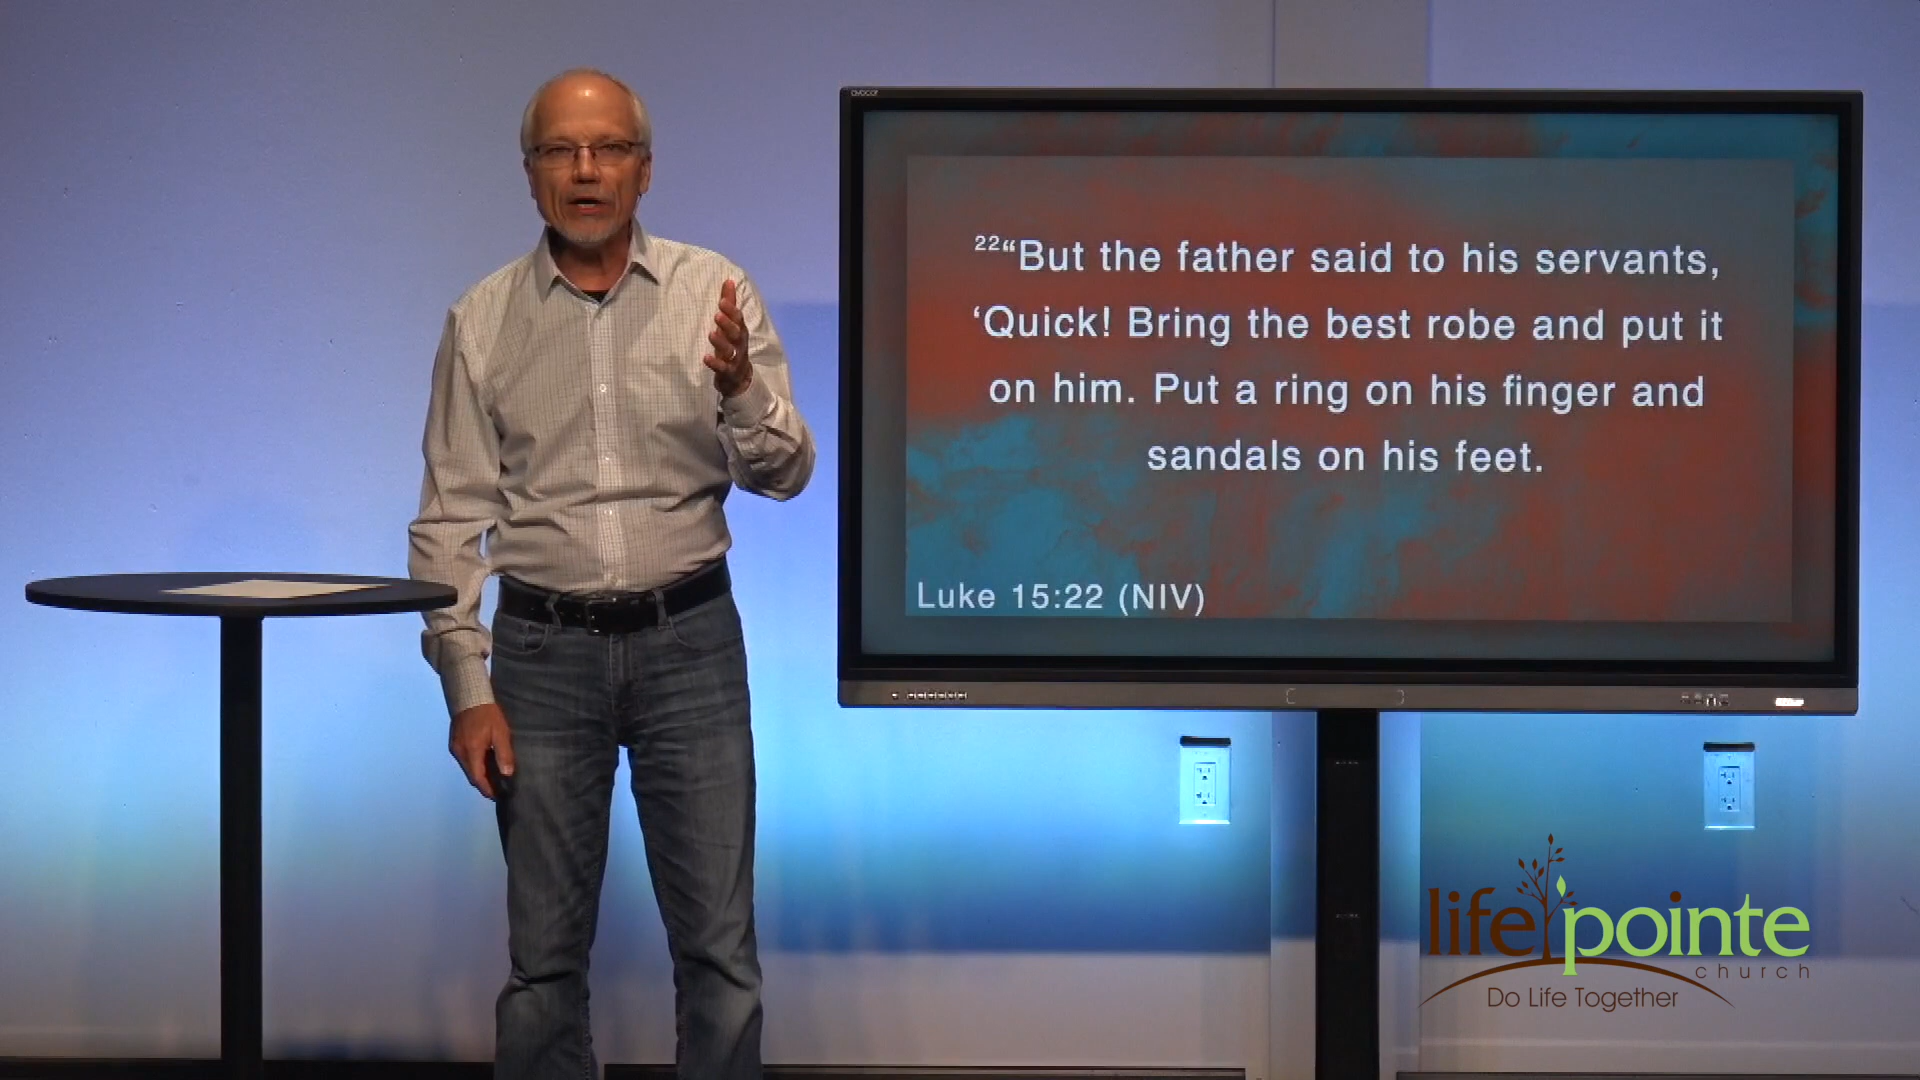 avocor
22“But the father said to his servants,
‘Quick! Bring the best robe and put it
on him. Put a ring on his finger and
sandals on his feet.
Luke 15:22 (NIV)
life pointe
church
Do Life Together